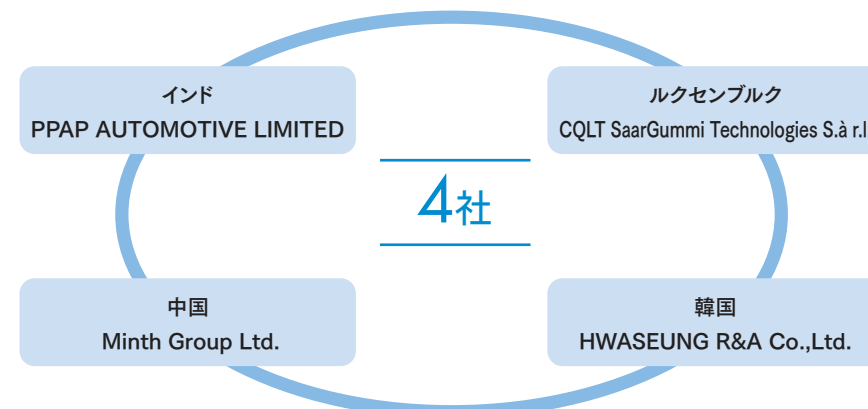 インド
PPAP AUTOMOTIVE LIMITED
ルクセンブルク
CQLT SaarGummi Technologies S.à r.l
4社
中国
Minth Group Ltd.
韓国
HWASEUNG R&A Co.,Ltd.